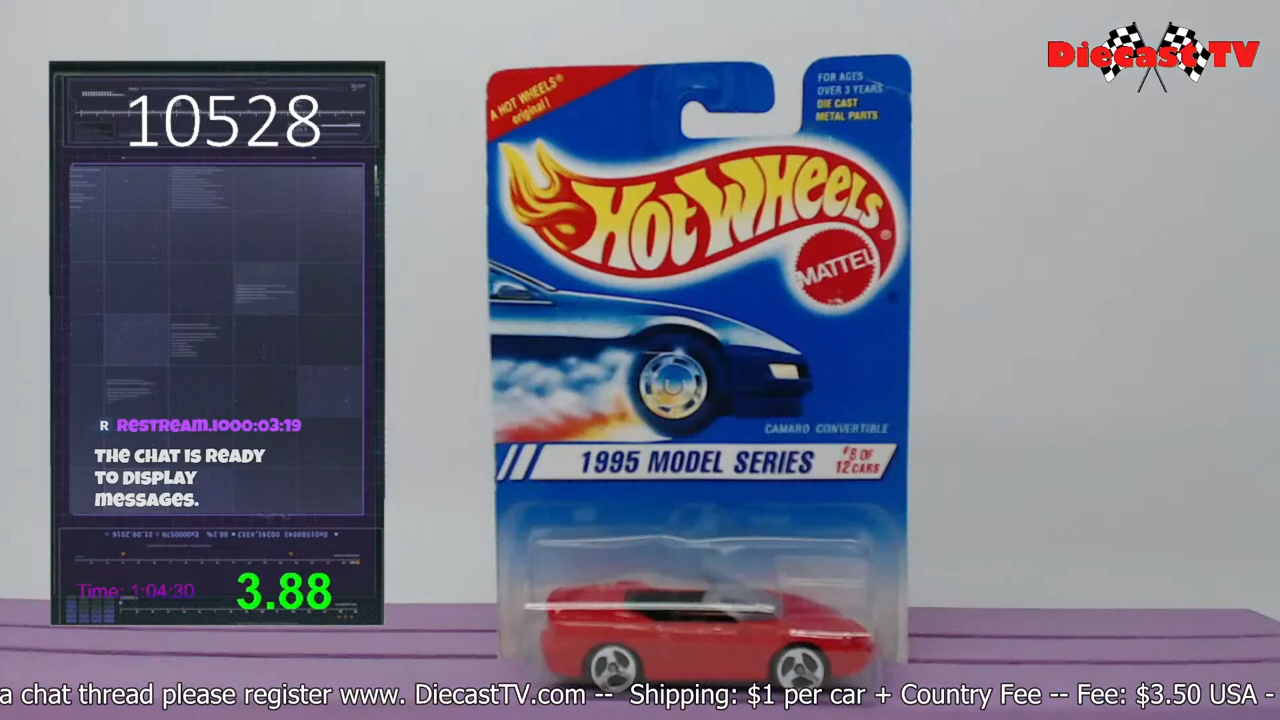 Diecast TV
10528
R Restream.io 00:03:19
THE CHAT IS READY
TO DISPLAY
MESSAGES.
Time: 1:04:30
3.88
A HOT WHEELS®
original!
FOR AGES
OVER 3 YEARS
DIE CAST
METAL PARTS
HOT WHEELS®
MATTEL
CAMARO CONVERTIBLE
1995 MODEL SERIES
#8 OF
12 CARS
a chat thread please register www. DiecastTV.com -- Shipping: $1 per car + Country Fee -- Fee: $3.50 USA -